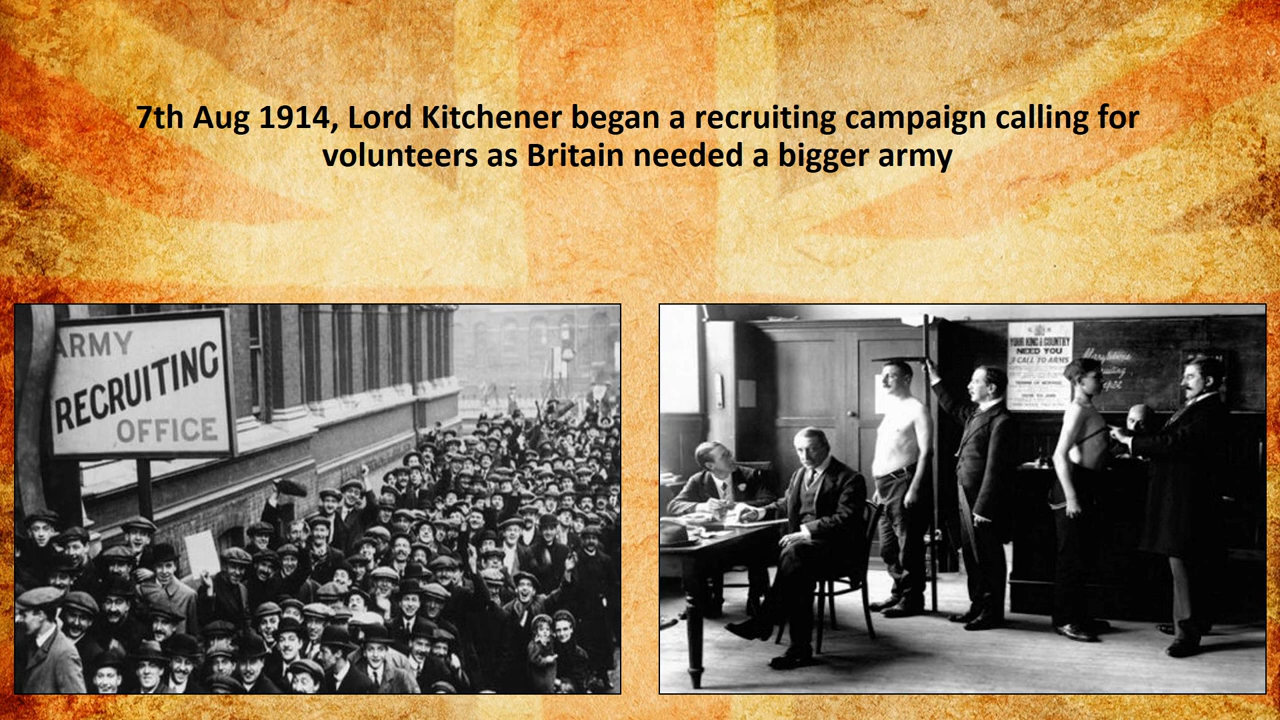 7th Aug 1914, Lord Kitchener began a recruiting campaign calling for
volunteers as Britain needed a bigger army
ARMY
RECRUITING
OFFICE
YOUR KING & COUNTRY
NEED YOU
A CALL TO ARMS